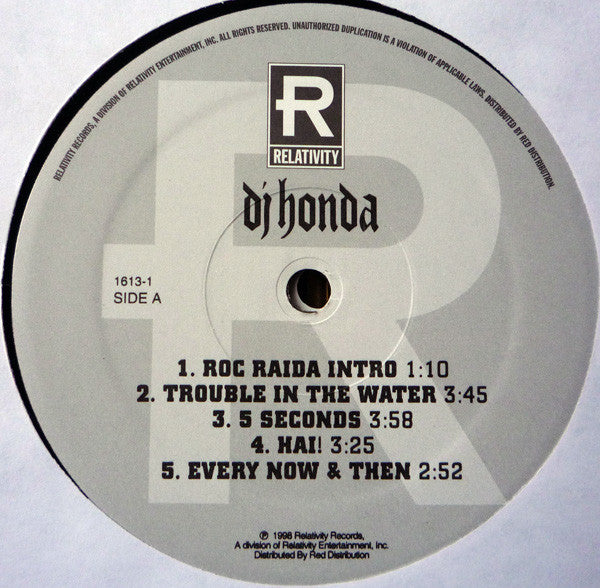 RELATIVITY RECORDS, A DIVISION OF RELATIVITY ENTERTAINMENT, INC. ALL RIGHTS RESERVED. UNAUTHORIZED DUPLICATION IS A VIOLATION OF APPLICABLE LAWS. DISTRIBUTED BY RED DISTRIBUTION.
R
RELATIVITY
dj honda
1613-1
SIDE A
1. ROC RAIDA INTRO 1:10
2. TROUBLE IN THE WATER 3:45
3. 5 SECONDS 3:58
4. HAI! 3:25
5. EVERY NOW & THEN 2:52
℗ 1998 Relativity Records,
A division of Relativity Entertainment, Inc.
Distributed By Red Distribution